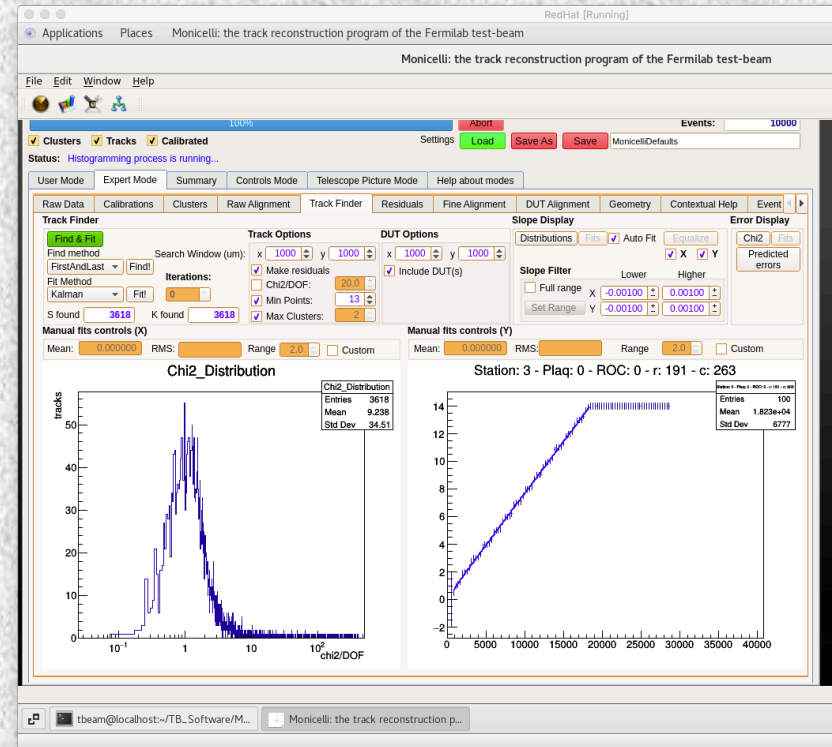 RedHat [Running]
Applications Places Monicelli: the track reconstruction program of the Fermilab test-beam
Monicelli: the track reconstruction program of the Fermilab test-beam
File Edit Window Help
100% Abort Events: 10000
Clusters Tracks Calibrated Settings Load Save As Save MonicelliDefaults
Status: Histogramming process is running...
User Mode Expert Mode Summary Controls Mode Telescope Picture Mode Help about modes
Raw Data Calibrations Clusters Raw Alignment Track Finder Residuals Fine Alignment DUT Alignment Geometry Contextual Help Event
Track Finder Track Options DUT Options Slope Display Error Display
Find & Fit Distributions Fits Auto Fit Equalize Chi2 Fits
Find method Search Window (um): x 1000 y 1000 x 1000 y 1000 X Y Predicted errors
FirstAndLast Find! Iterations: Make residuals Include DUT(s) Slope Filter Lower Higher
Fit Method Chi2/DOF: 20.0 Full range X -0.00100 0.00100
Kalman Fit! 0 Min Points: 13 Set Range Y -0.00100 0.00100
S found 3618 K found 3618 Max Clusters: 2
Manual fits controls (X) Manual fits controls (Y)
Mean: 0.000000 RMS: Range 2.0 Custom Mean: 0.000000 RMS: Range 2.0 Custom
Chi2_Distribution
tracks
Chi2_Distribution
Entries 3618
Mean 9.238
Std Dev 34.51
50
40
30
20
10
0
10⁻¹ 1 10 10²
chi2/DOF
Station: 3 - Plaq: 0 - ROC: 0 - r: 191 - c: 263
Station: 3 - Plaq: 0 - ROC: 0 - r: 191 - c: 263
Entries 100
Mean 1.823e+04
Std Dev 6777
14
12
10
8
6
4
2
0
−2
0 5000 10000 15000 20000 25000 30000 35000 40000
tbeam@localhost:~/TB_Software/M... Monicelli: the track reconstruction p...